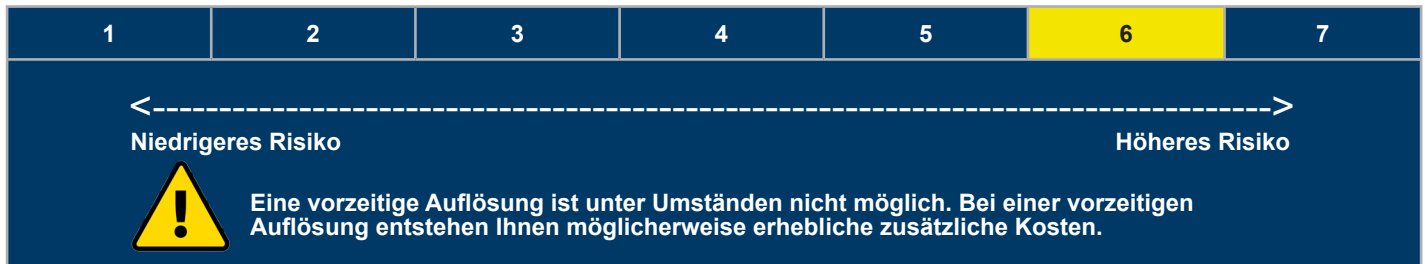 1 2 3 4 5 6 7
<----------------------------------------------------------------------------------->
Niedrigeres Risiko Höheres Risiko
Eine vorzeitige Auflösung ist unter Umständen nicht möglich. Bei einer vorzeitigen
Auflösung entstehen Ihnen möglicherweise erhebliche zusätzliche Kosten.